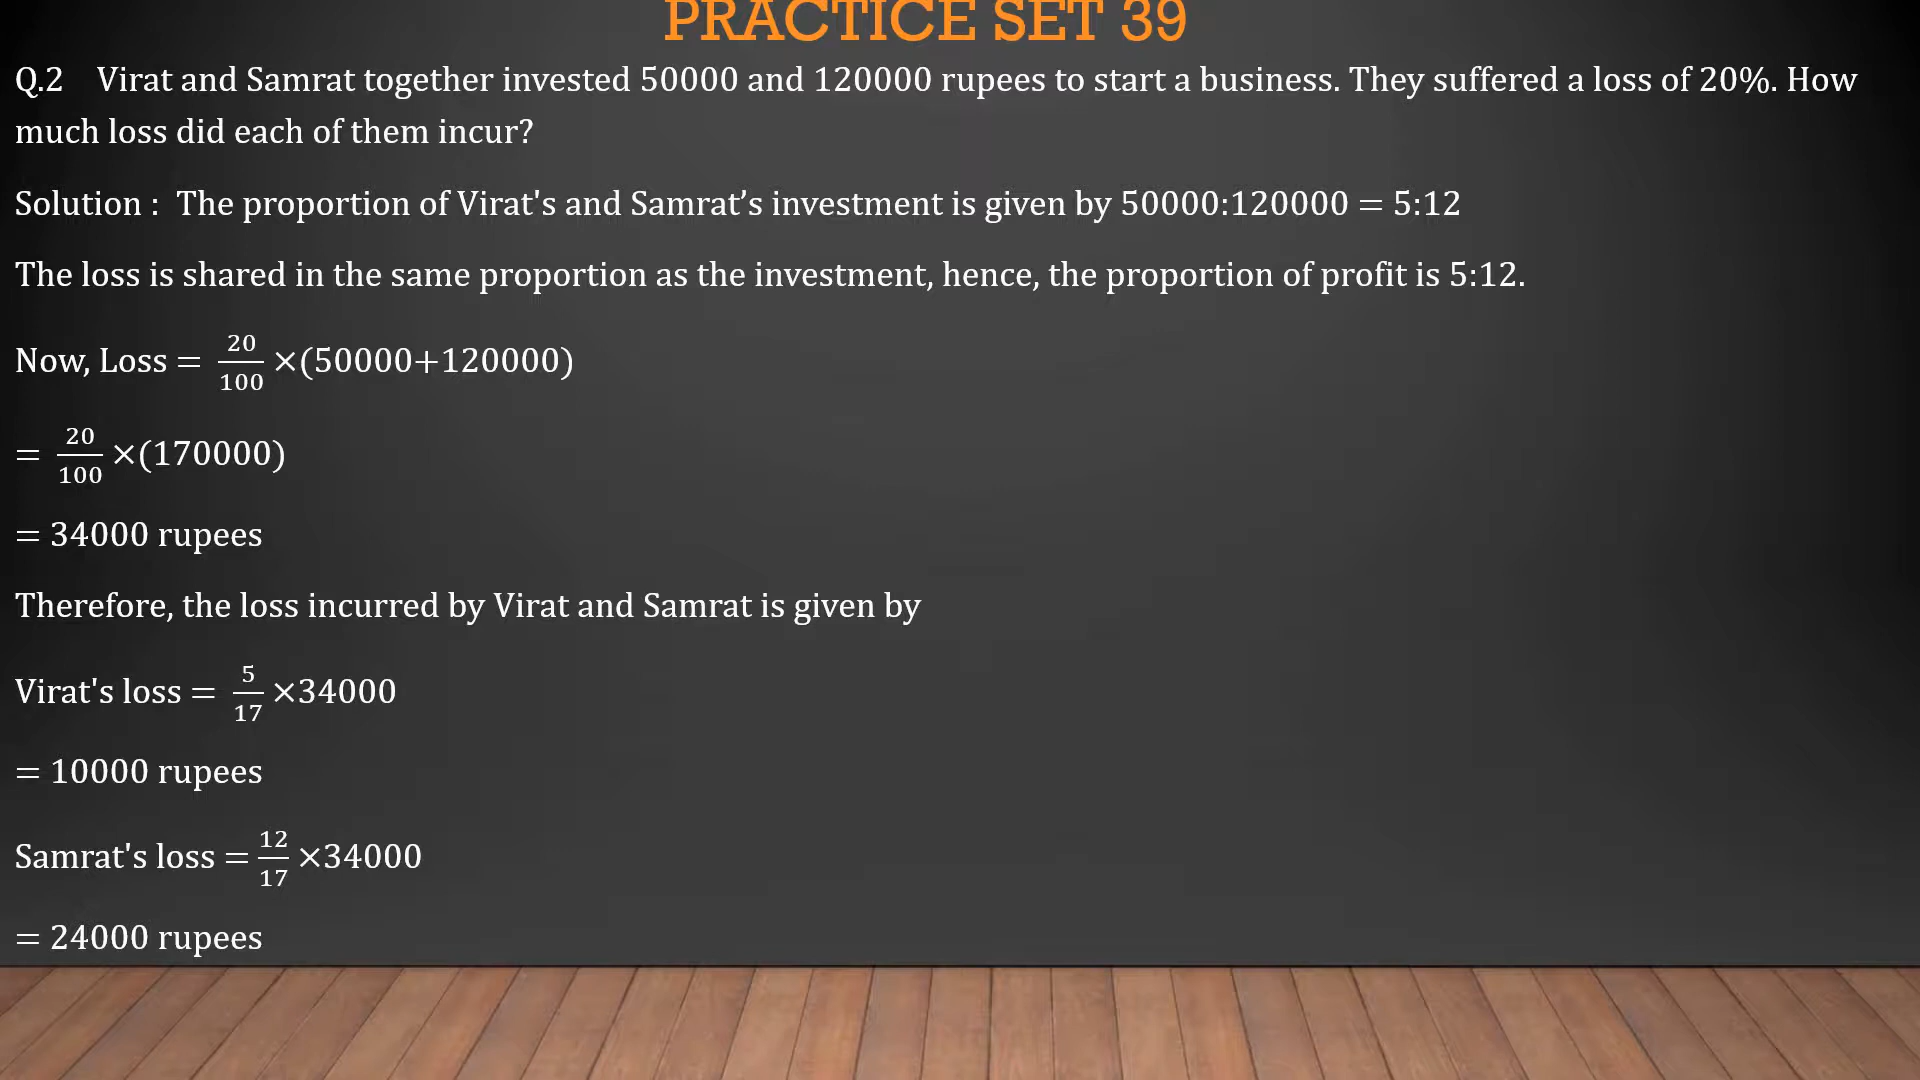 PRACTICE SET 39
Q.2 Virat and Samrat together invested 50000 and 120000 rupees to start a business. They suffered a loss of 20%. How
much loss did each of them incur?
Solution : The proportion of Virat's and Samrat’s investment is given by 50000:120000 = 5:12
The loss is shared in the same proportion as the investment, hence, the proportion of profit is 5:12.
Now, Loss = 20/100 ×(50000+120000)
= 20/100 ×(170000)
= 34000 rupees
Therefore, the loss incurred by Virat and Samrat is given by
Virat's loss = 5/17 ×34000
= 10000 rupees
Samrat's loss = 12/17 ×34000
= 24000 rupees